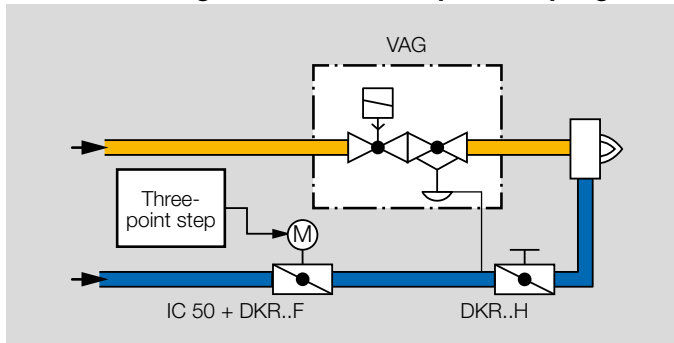 VAG
Three-
point step
M
IC 50 + DKR..F
DKR..H